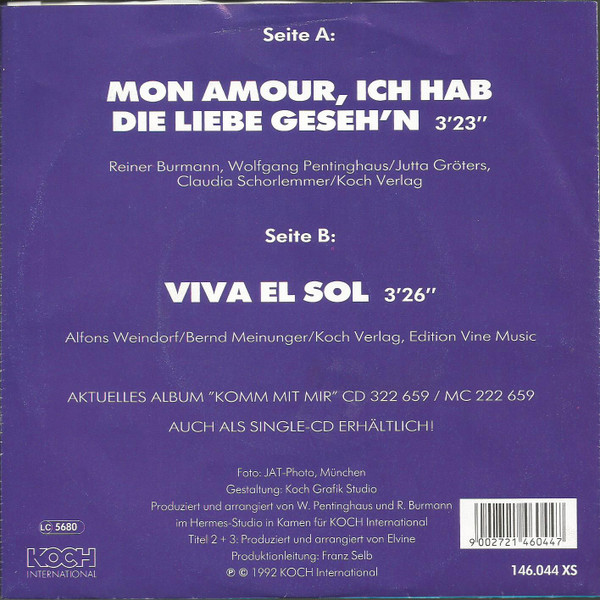 Seite A:
MON AMOUR, ICH HAB
DIE LIEBE GESEH'N 3'23"
Reiner Burmann, Wolfgang Pentinghaus/Jutta Gröters,
Claudia Schorlemmer/Koch Verlag
Seite B:
VIVA EL SOL 3'26"
Alfons Weindorf/Bernd Meinunger/Koch Verlag, Edition Vine Music
AKTUELLES ALBUM "KOMM MIT MIR" CD 322 659 / MC 222 659
AUCH ALS SINGLE-CD ERHÄLTLICH!
Foto: JAT-Photo, München
Gestaltung: Koch Grafik Studio
Produziert und arrangiert von W. Pentinghaus und R. Burmann
im Hermes-Studio in Kamen für KOCH International
Titel 2 + 3: Produziert und arrangiert von Elvine
Produktionleitung: Franz Selb
℗ © 1992 KOCH International
LC 5680
KOCH
INTERNATIONAL
9 002721 460447
146.044 XS